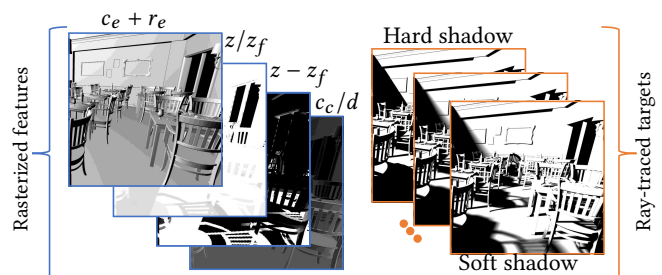 c_e + r_e
z/z_f
z − z_f
c_c/d
Rasterized features
Hard shadow
Soft shadow
Ray-traced targets